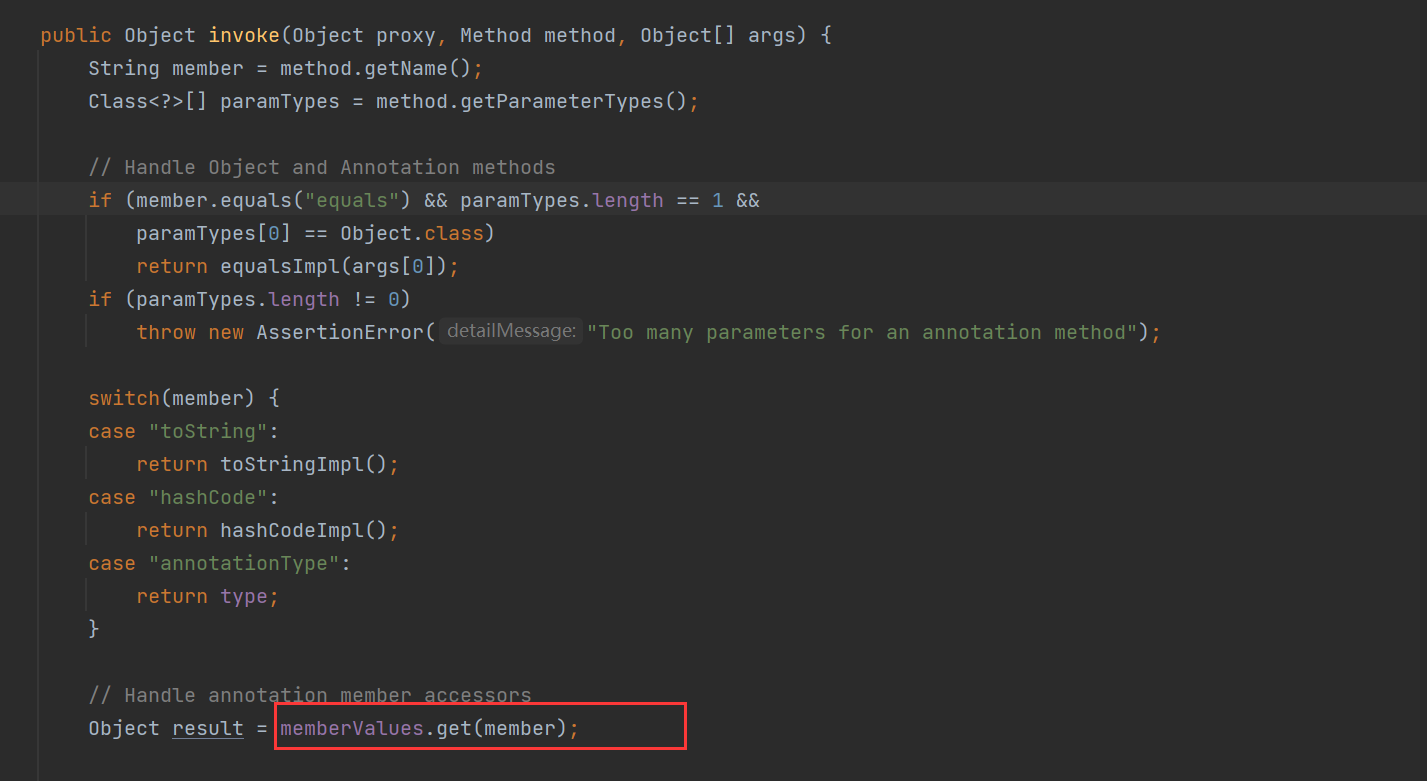 public Object invoke(Object proxy, Method method, Object[] args) {
String member = method.getName();
Class<?>[] paramTypes = method.getParameterTypes();
// Handle Object and Annotation methods
if (member.equals("equals") && paramTypes.length == 1 &&
paramTypes[0] == Object.class)
return equalsImpl(args[0]);
if (paramTypes.length != 0)
throw new AssertionError( detailMessage: "Too many parameters for an annotation method");
switch(member) {
case "toString":
return toStringImpl();
case "hashCode":
return hashCodeImpl();
case "annotationType":
return type;
}
// Handle annotation member accessors
Object result = memberValues.get(member);